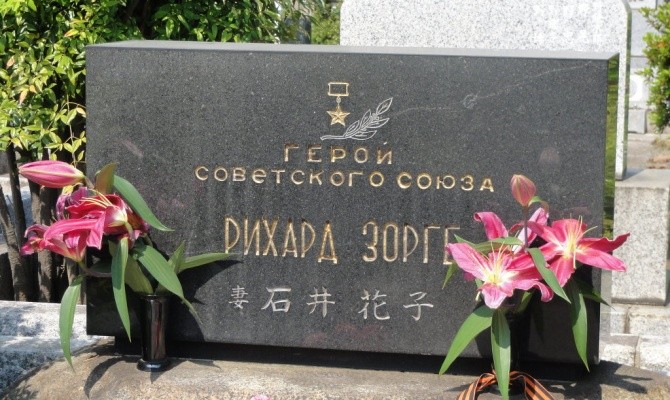 ГЕРОЙ
СОВЕТСКОГО СОЮЗА
РИХАРД ЗОРГЕ
妻 石井 花子